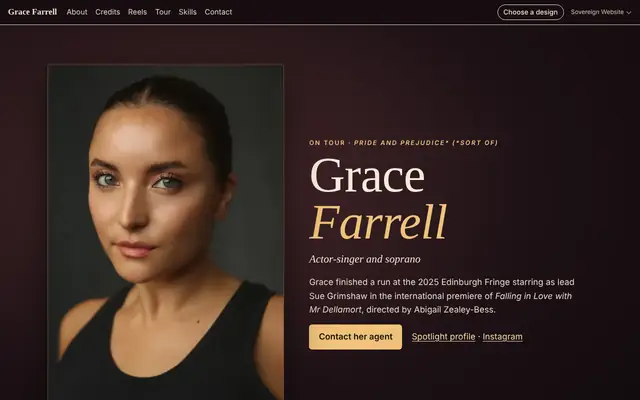 Grace Farrell About Credits Reels Tour Skills Contact Choose a design Sovereign Website
ON TOUR · PRIDE AND PREJUDICE* (*SORT OF)
Grace
Farrell
Actor-singer and soprano
Grace finished a run at the 2025 Edinburgh Fringe starring as lead
Sue Grimshaw in the international premiere of Falling in Love with
Mr Dellamort, directed by Abigail Zealey-Bess.
Contact her agent Spotlight profile · Instagram